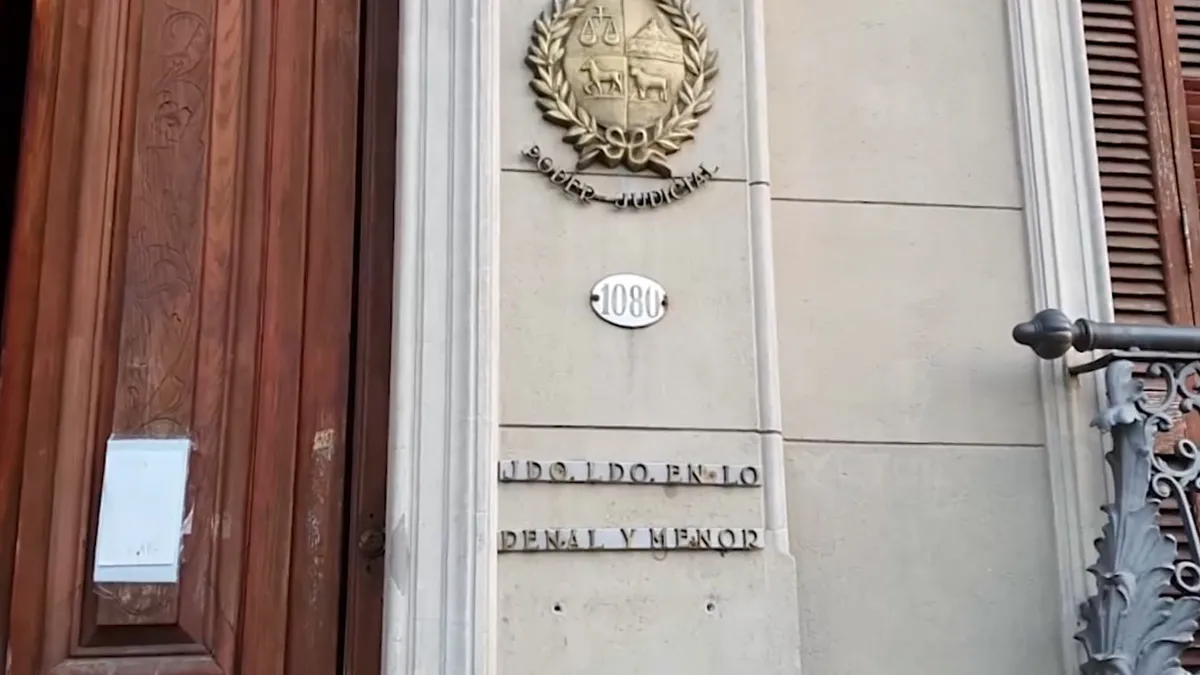 PODER JUDICIAL
1080
JDO. LDO. EN LO
PENAL Y MENOR